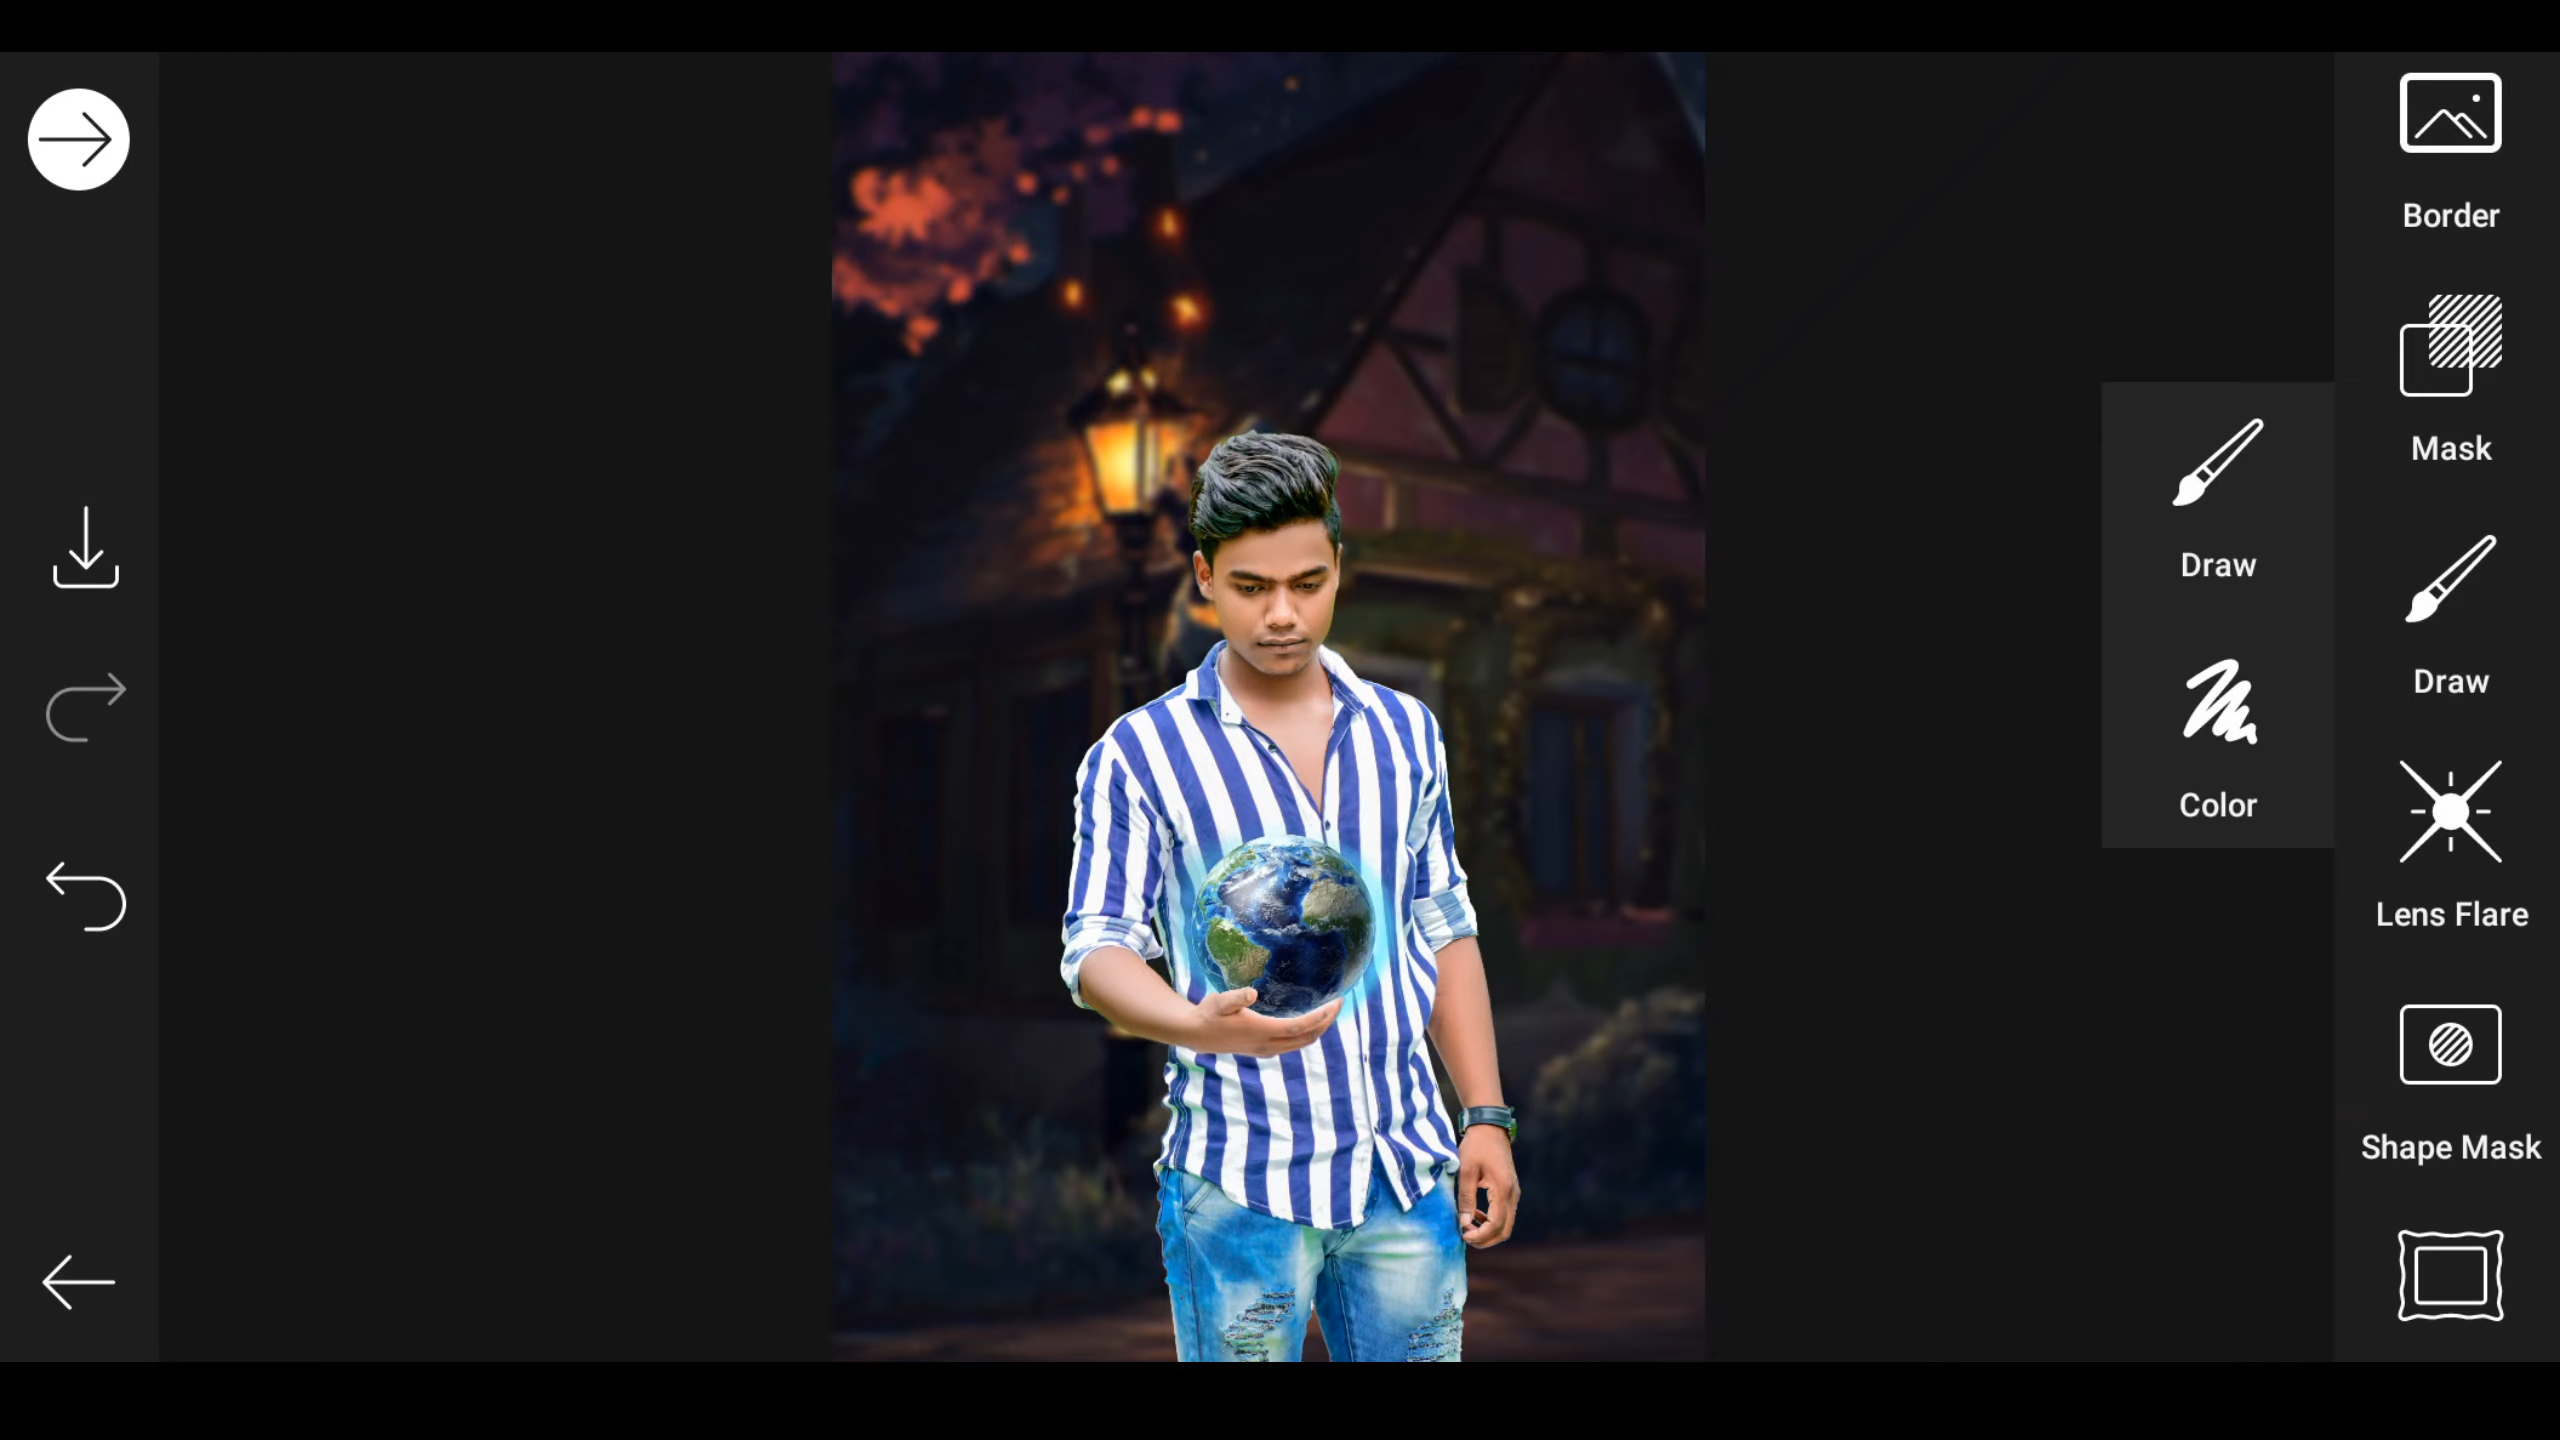 Border
Mask
Draw
Color
Draw
Lens Flare
Shape Mask